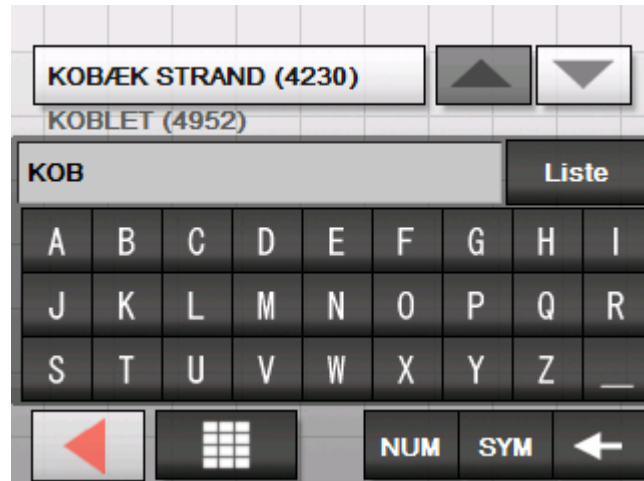 KOBÆK STRAND (4230)
KOBLET (4952)
KOB Liste
A B C D E F G H I
J K L M N O P Q R
S T U V W X Y Z _
NUM SYM